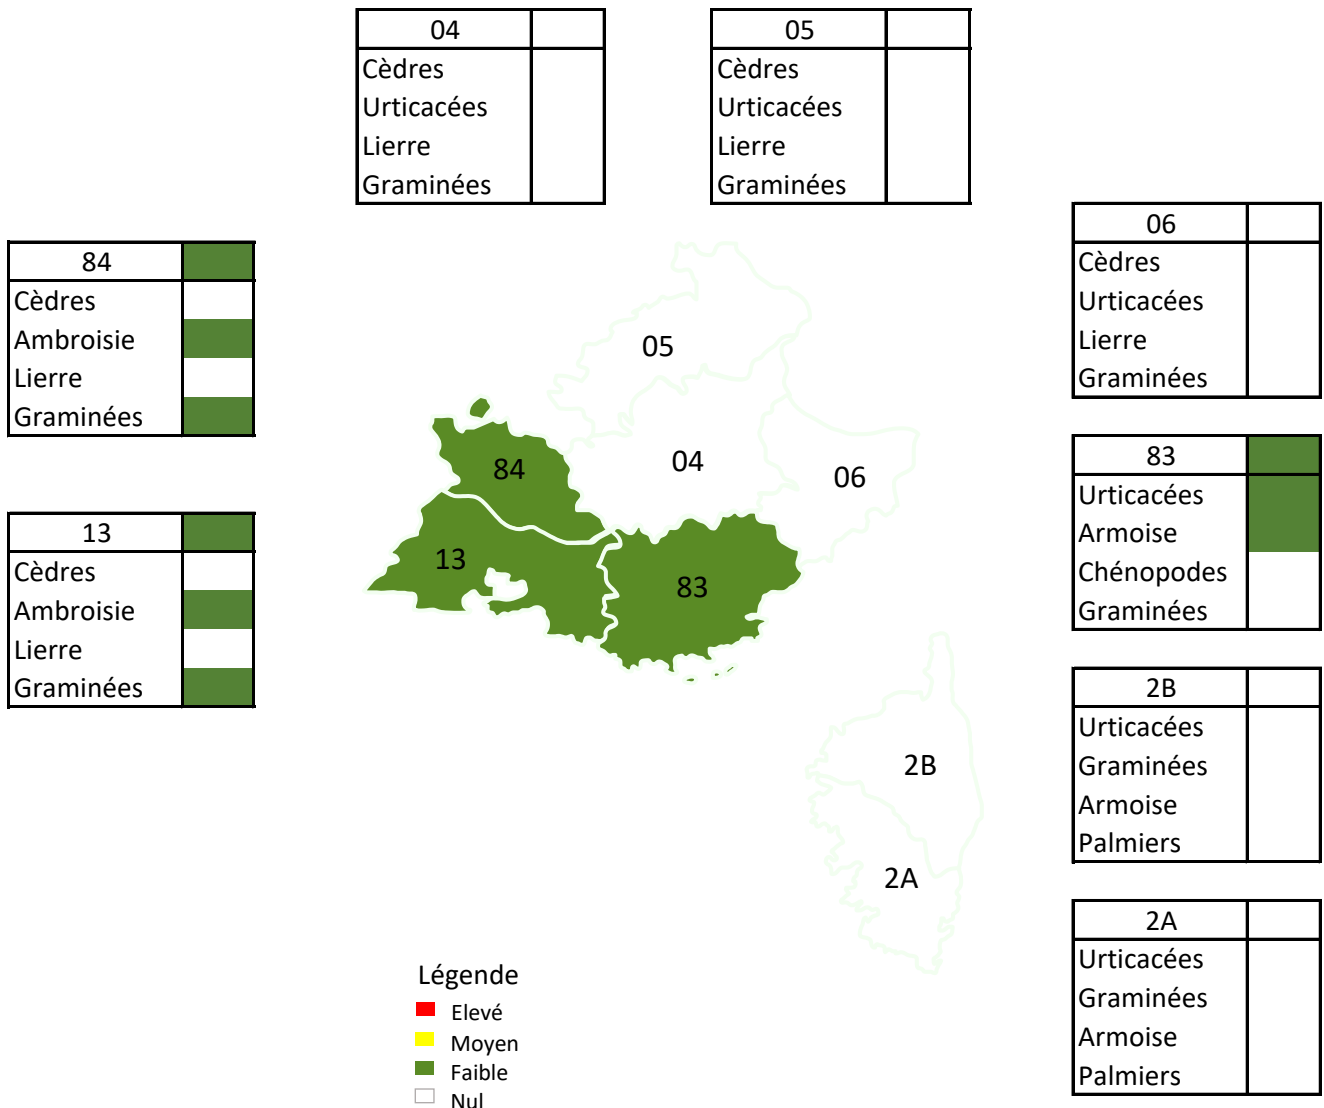 04
Cèdres
Urticacées
Lierre
Graminées
05
Cèdres
Urticacées
Lierre
Graminées
06
Cèdres
Urticacées
Lierre
Graminées
84
Cèdres
Ambroisie
Lierre
Graminées
05
84
04
06
13
83
83
Urticacées
Armoise
Chénopodes
Graminées
13
Cèdres
Ambroisie
Lierre
Graminées
2B
Urticacées
Graminées
Armoise
Palmiers
2B
2A
2A
Urticacées
Graminées
Armoise
Palmiers
Légende
Elevé
Moyen
Faible
Nul